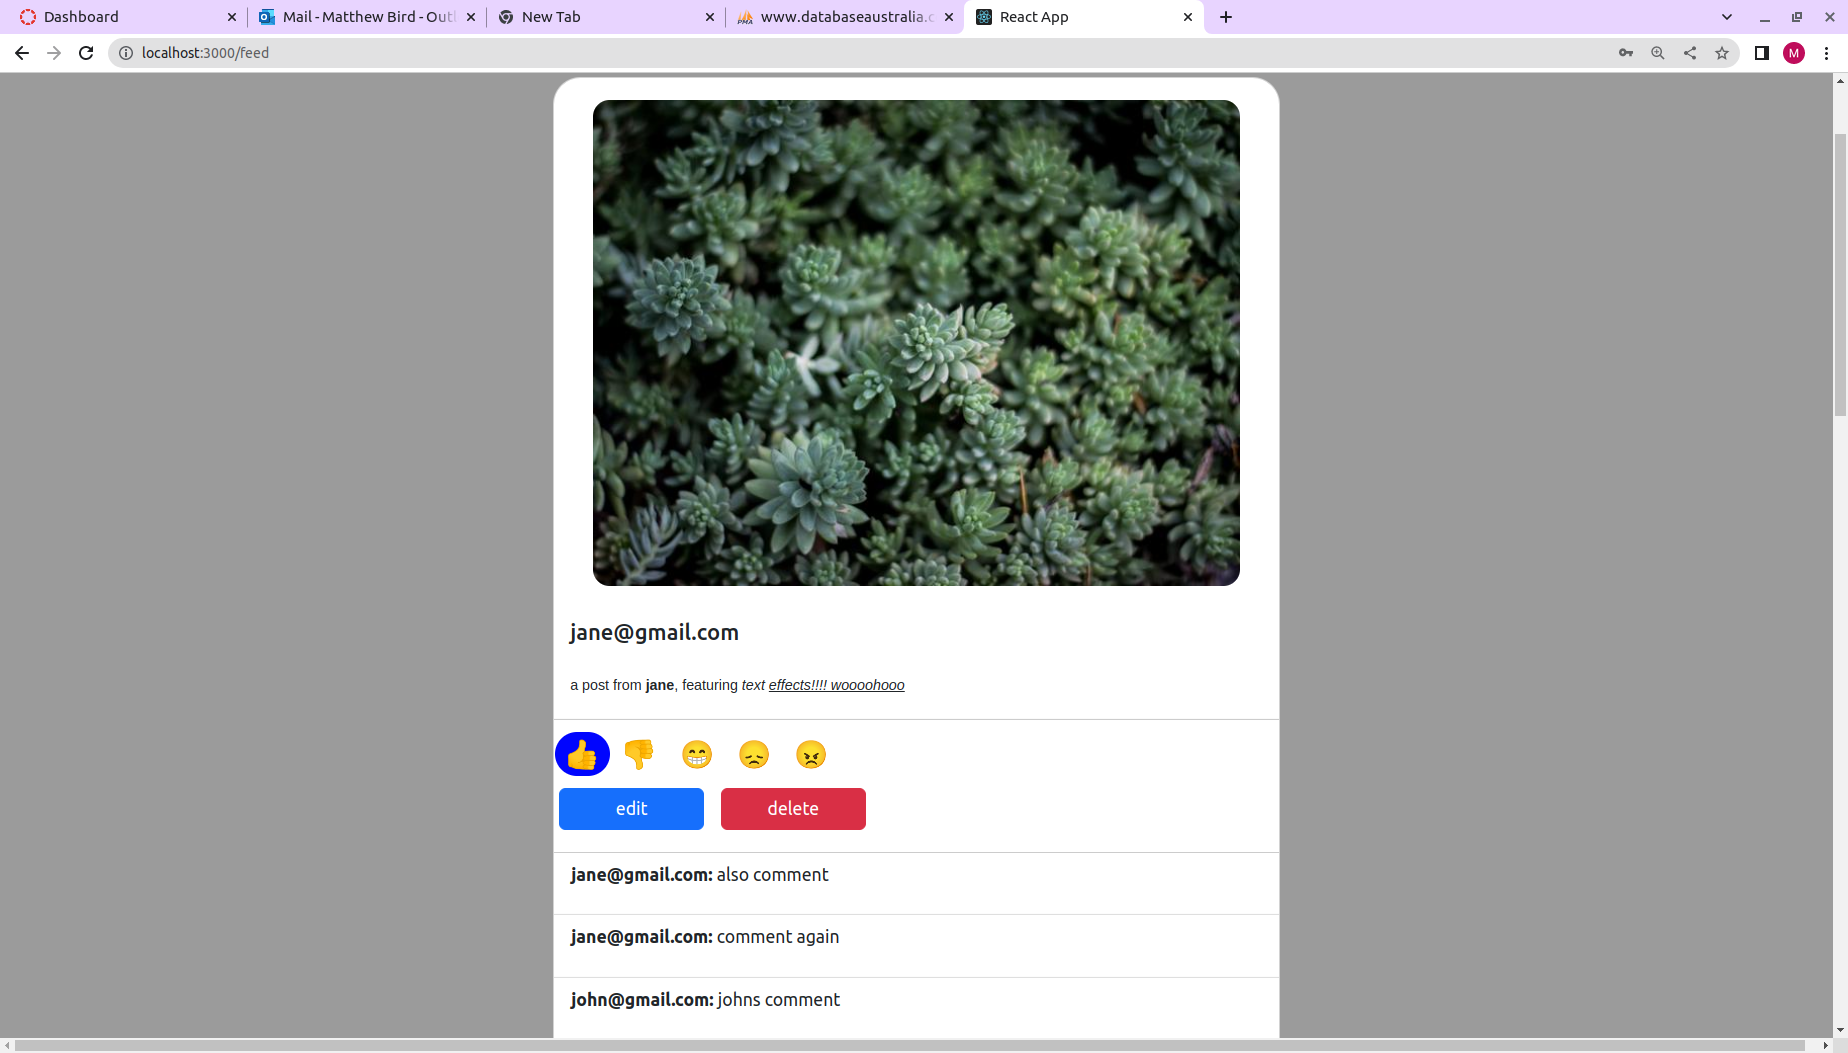 Dashboard
Mail - Matthew Bird - Outl
New Tab
www.databaseaustralia.c
React App
localhost:3000/feed
M
jane@gmail.com
a post from jane, featuring text effects!!!! woooohooo
edit
delete
jane@gmail.com: also comment
jane@gmail.com: comment again
john@gmail.com: johns comment